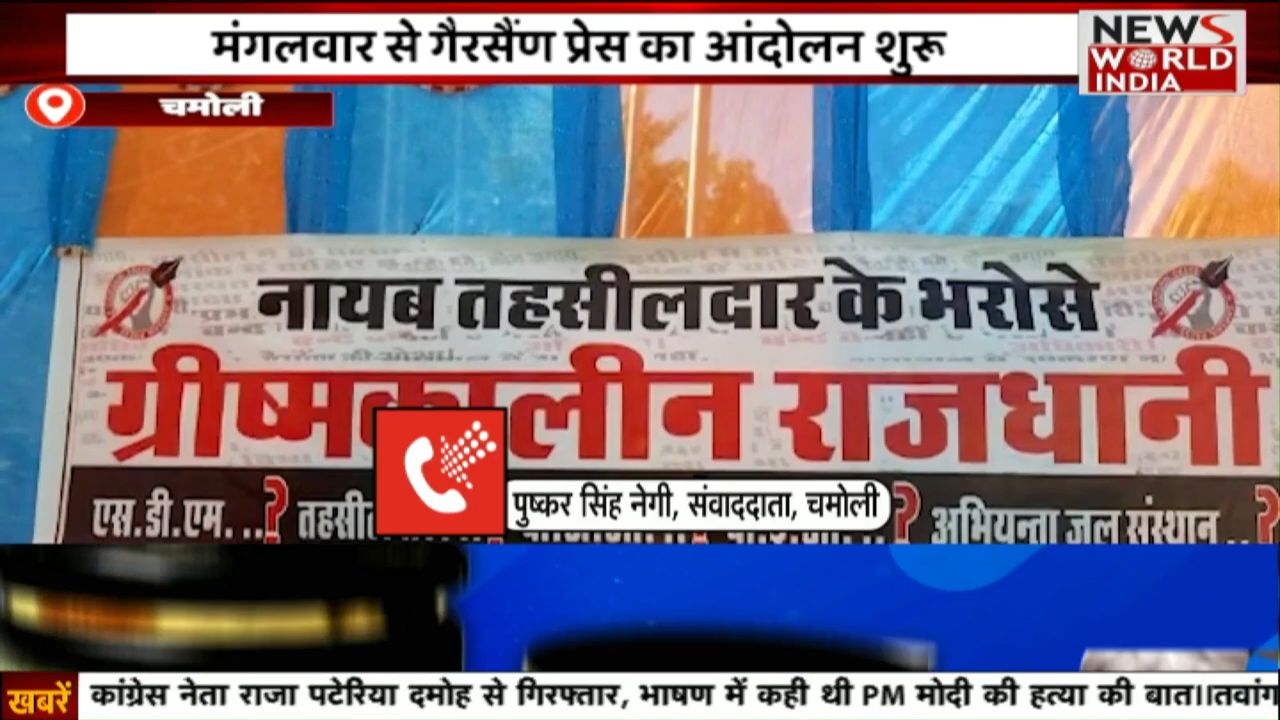 मंगलवार से गैरसैंण प्रेस का आंदोलन शुरू
NEWS
WORLD
INDIA
चमोली
नायब तहसीलदार के भरोसे
ग्रीष्मकालीन राजधानी
एस.डी.एम. ..? 
अभियन्ता जल संस्थान ..?
पुष्कर सिंह नेगी, संवाददाता, चमोली
खबरें
कांग्रेस नेता राजा पटेरिया दमोह से गिरफ्तार, भाषण में कही थी PM मोदी की हत्या की बात।।तवांग